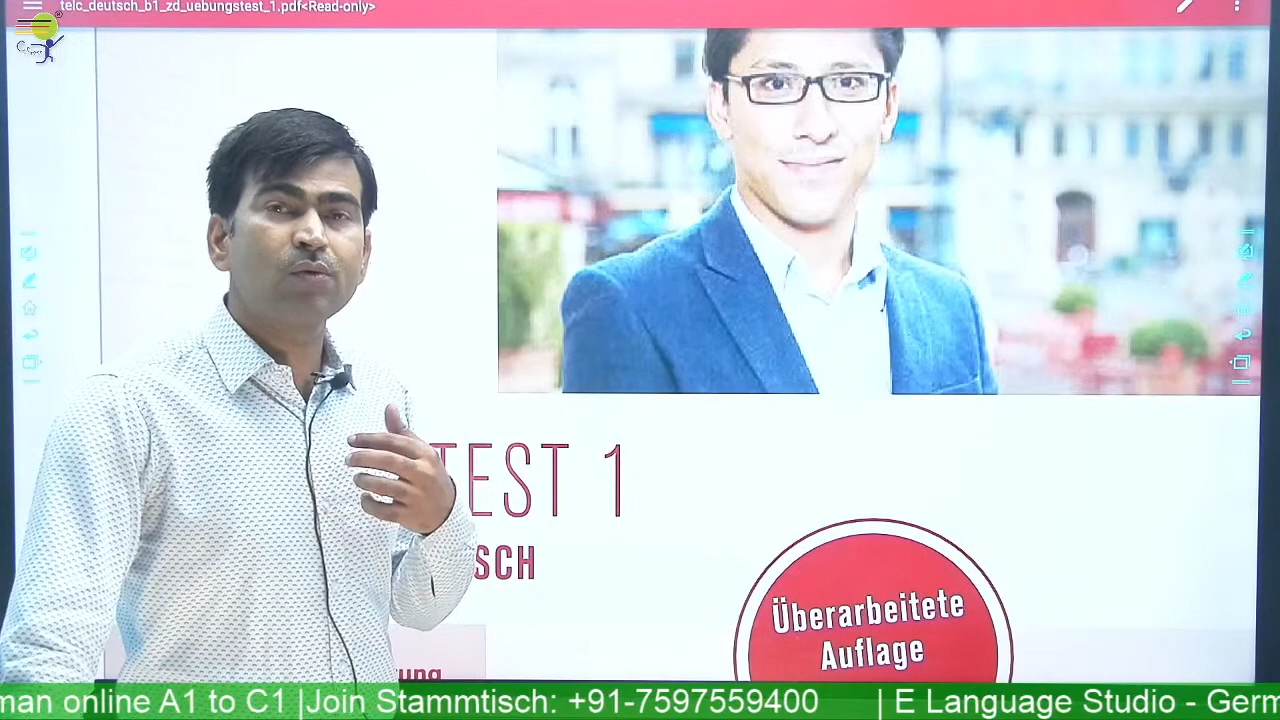 telc_deutsch_b1_zd_uebungstest_1.pdf<Read-only>
TEST 1
SCH
Überarbeitete
Auflage
man online A1 to C1 |Join Stammtisch: +91-7597559400 | E Language Studio - Germ